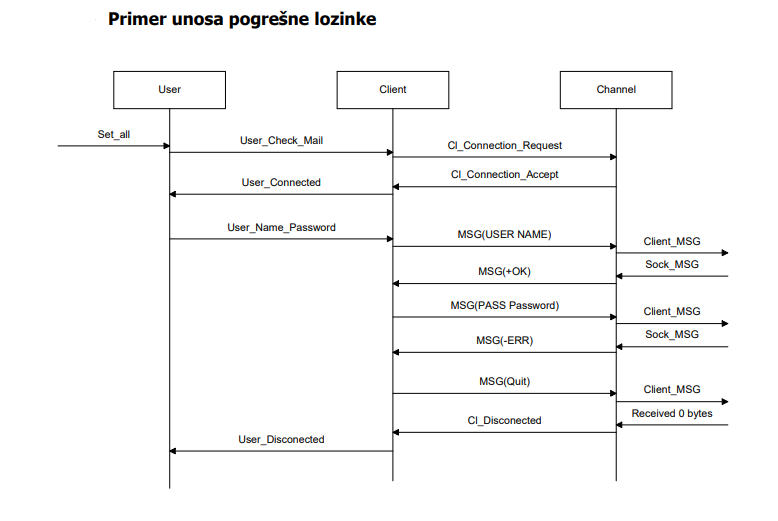 Primer unosa pogrešne lozinke
User
Client
Channel
Set_all
User_Check_Mail
Cl_Connection_Request
Cl_Connection_Accept
User_Connected
User_Name_Password
MSG(USER NAME)
Client_MSG
Sock_MSG
MSG(+OK)
MSG(PASS Password)
Client_MSG
Sock_MSG
MSG(-ERR)
MSG(Quit)
Client_MSG
Received 0 bytes
Cl_Disconected
User_Disconected